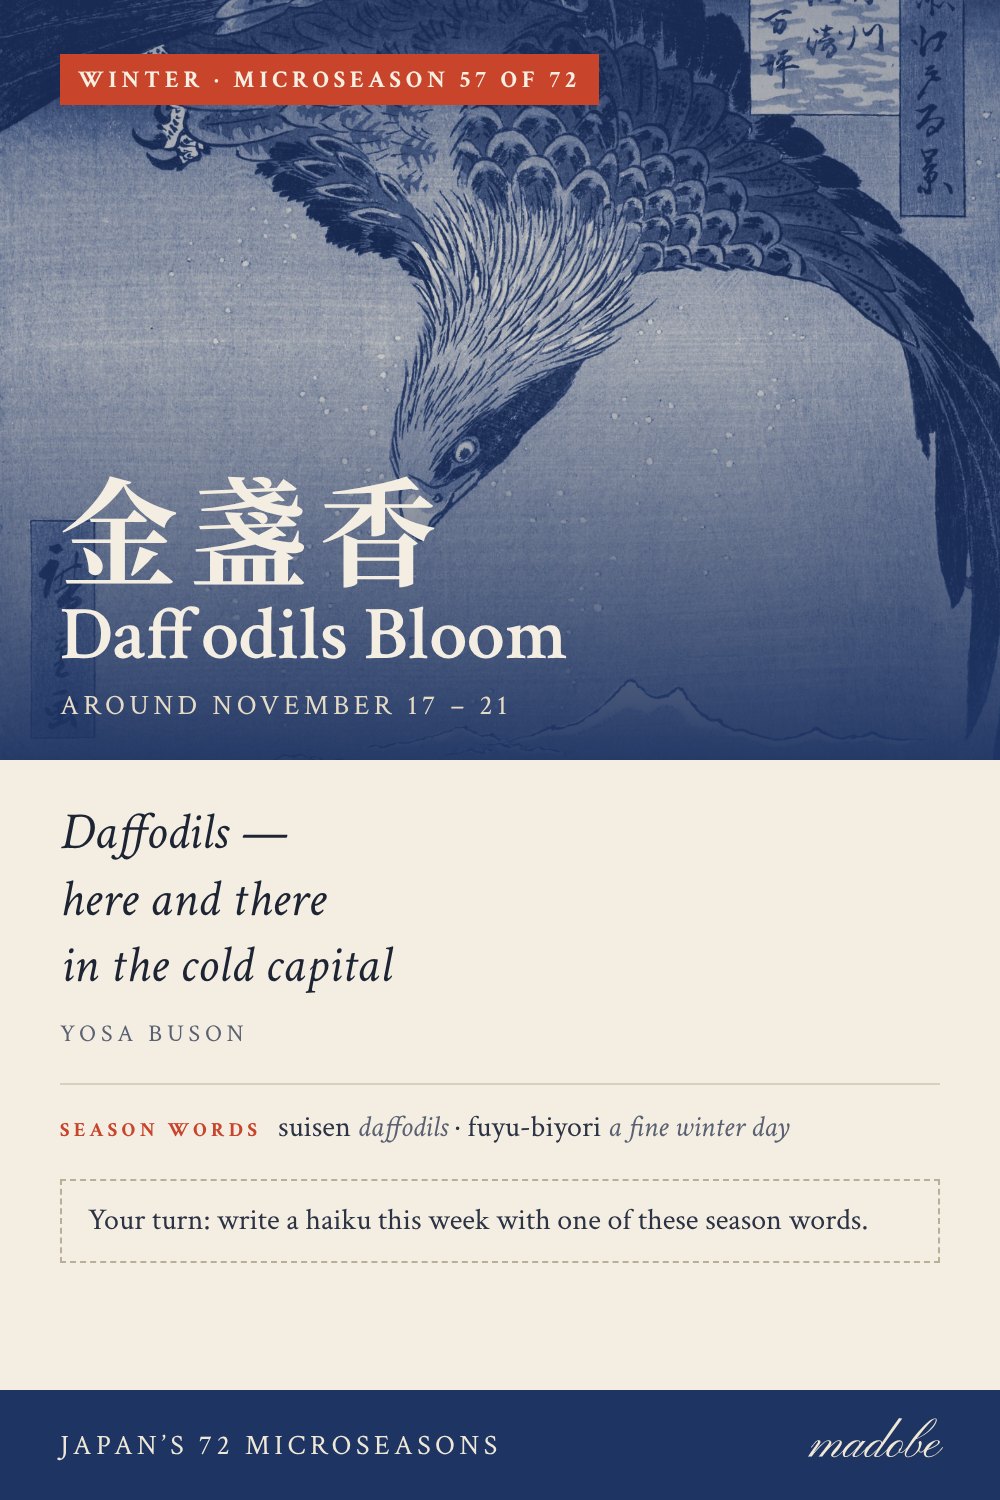 WINTER · MICROSEASON 57 OF 72
金盞香
Daffodils Bloom
AROUND NOVEMBER 17 – 21
Daffodils —
here and there
in the cold capital
YOSA BUSON
SEASON WORDS suisen daffodils · fuyu-biyori a fine winter day
Your turn: write a haiku this week with one of these season words.
JAPAN’S 72 MICROSEASONS
madobe